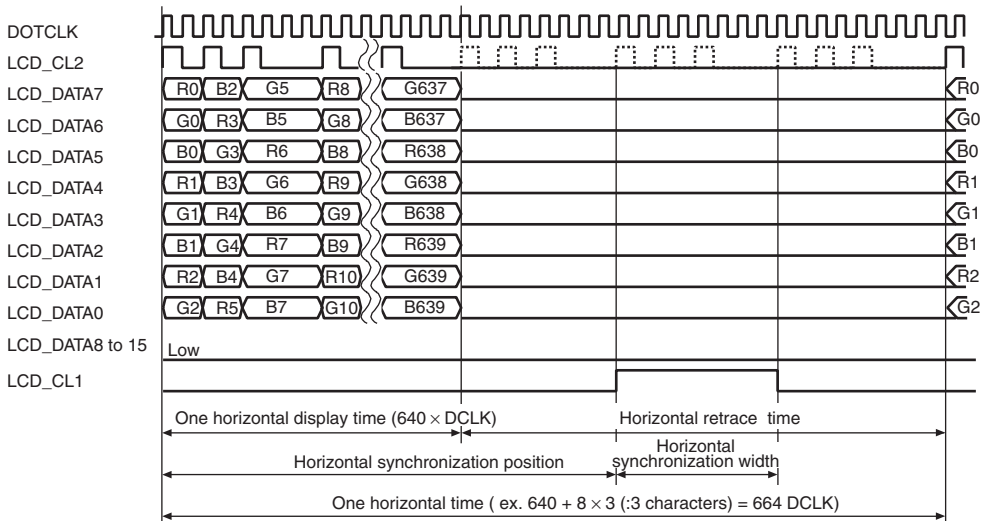 DOTCLK
LCD_CL2
LCD_DATA7 R0 B2 G5 R8 G637 R0
LCD_DATA6 G0 R3 B5 G8 B637 G0
LCD_DATA5 B0 G3 R6 B8 R638 B0
LCD_DATA4 R1 B3 G6 R9 G638 R1
LCD_DATA3 G1 R4 B6 G9 B638 G1
LCD_DATA2 B1 G4 R7 B9 R639 B1
LCD_DATA1 R2 B4 G7 R10 G639 R2
LCD_DATA0 G2 R5 B7 G10 B639 G2
LCD_DATA8 to 15 Low
LCD_CL1
One horizontal display time (640 × DCLK) Horizontal retrace time
Horizontal synchronization position Horizontal
synchronization width
One horizontal time ( ex. 640 + 8 × 3 (:3 characters) = 664 DCLK)